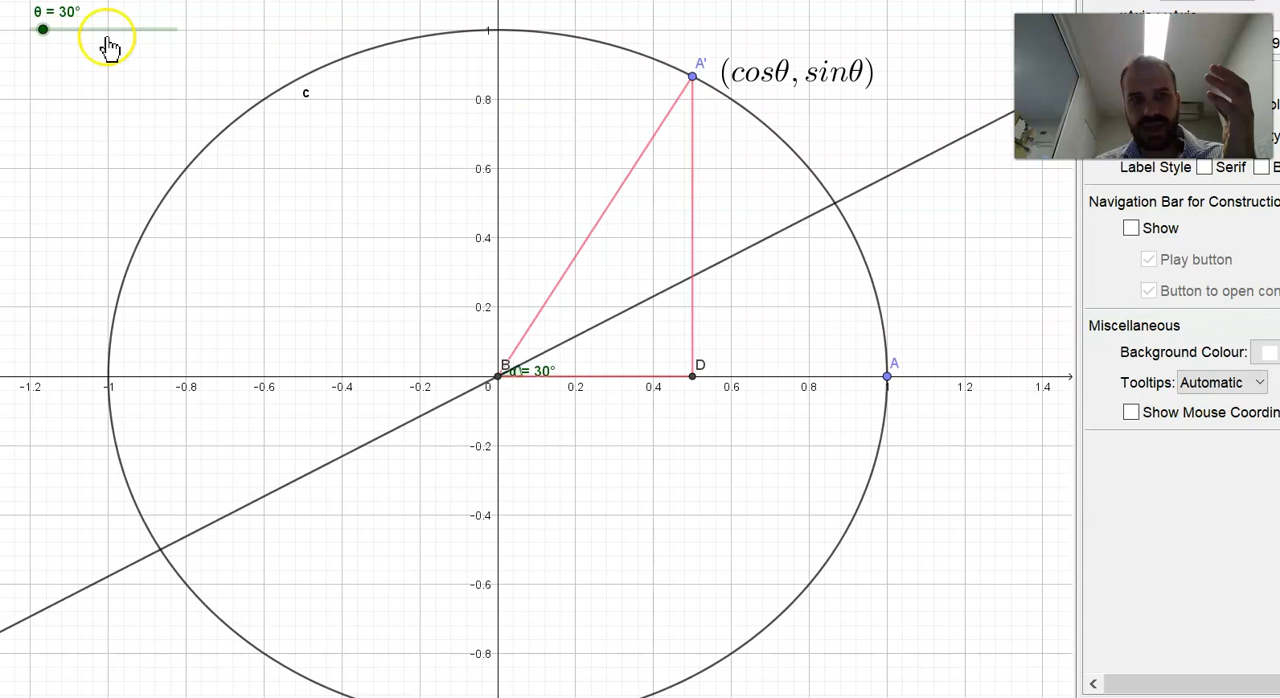 θ = 30°
1
A'
(cosθ, sinθ)
c
0.8
0.6
Label Style
Serif
Navigation Bar for Constructio
Show
0.4
Play button
Button to open con
0.2
Miscellaneous
Background Colour:
B
α = 30°
D
A
-1.2
-1
-0.8
-0.6
-0.4
-0.2
0
0.2
0.4
0.6
0.8
1.2
1.4
Tooltips:
Automatic
Show Mouse Coordin
-0.2
-0.4
-0.6
-0.8